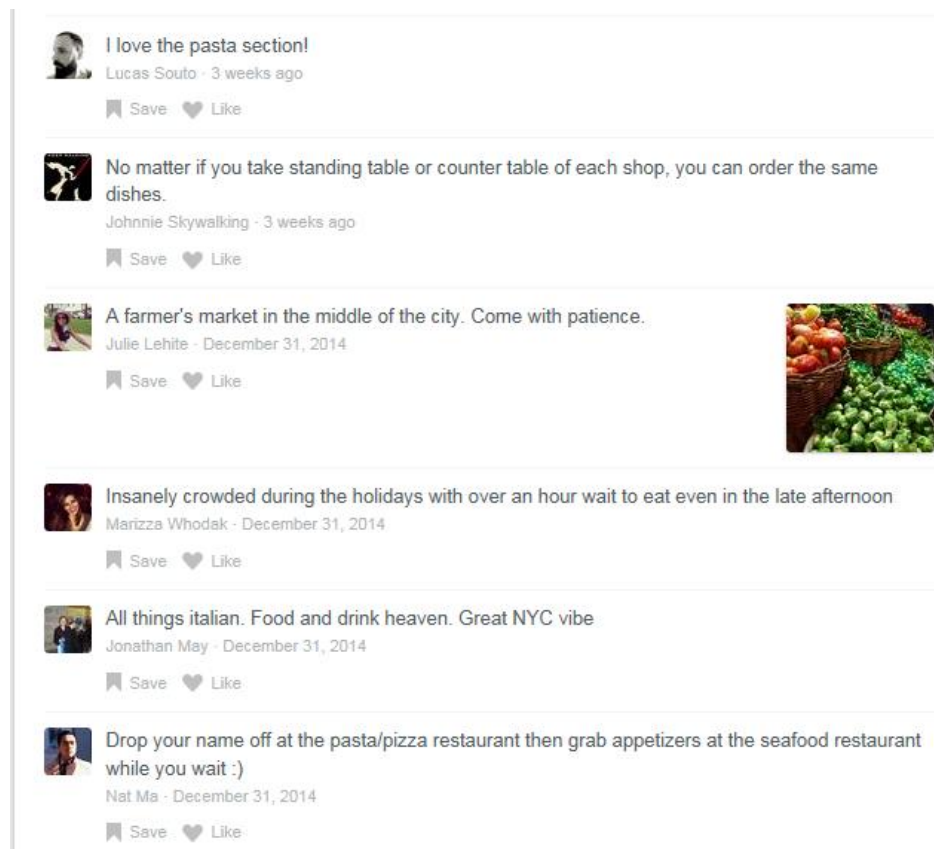 I love the pasta section!
Lucas Souto · 3 weeks ago
Save Like
No matter if you take standing table or counter table of each shop, you can order the same
dishes.
Johnnie Skywalking · 3 weeks ago
Save Like
A farmer's market in the middle of the city. Come with patience.
Julie Lehite · December 31, 2014
Save Like
Insanely crowded during the holidays with over an hour wait to eat even in the late afternoon
Marizza Whodak · December 31, 2014
Save Like
All things italian. Food and drink heaven. Great NYC vibe
Jonathan May · December 31, 2014
Save Like
Drop your name off at the pasta/pizza restaurant then grab appetizers at the seafood restaurant
while you wait :)
Nat Ma · December 31, 2014
Save Like